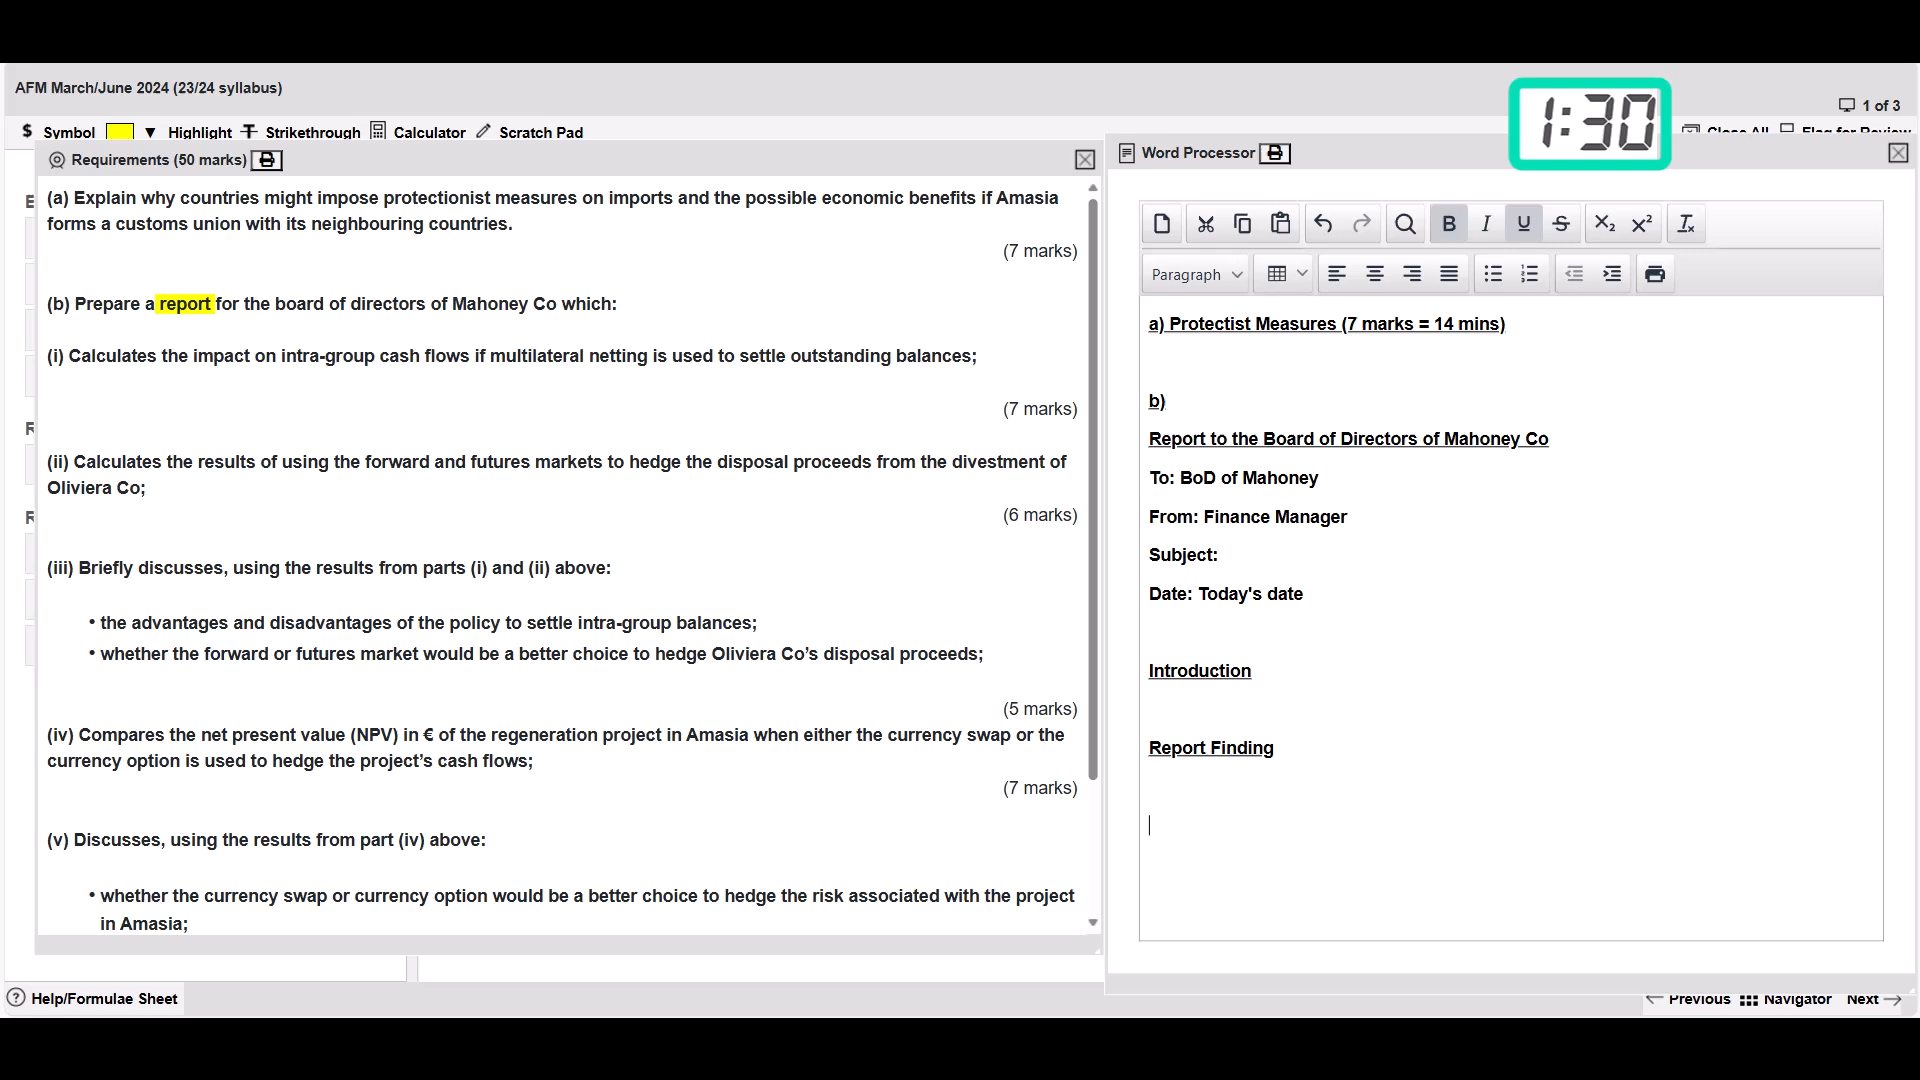 AFM March/June 2024 (23/24 syllabus)
1:30
1 of 3
$ Symbol ▼ Highlight Strikethrough Calculator Scratch Pad
Close All Flag for Review
Requirements (50 marks)
(a) Explain why countries might impose protectionist measures on imports and the possible economic benefits if Amasia
forms a customs union with its neighbouring countries.
(7 marks)
(b) Prepare a report for the board of directors of Mahoney Co which:
(i) Calculates the impact on intra-group cash flows if multilateral netting is used to settle outstanding balances;
(7 marks)
(ii) Calculates the results of using the forward and futures markets to hedge the disposal proceeds from the divestment of
Oliviera Co;
(6 marks)
(iii) Briefly discusses, using the results from parts (i) and (ii) above:
• the advantages and disadvantages of the policy to settle intra-group balances;
• whether the forward or futures market would be a better choice to hedge Oliviera Co's disposal proceeds;
(5 marks)
(iv) Compares the net present value (NPV) in € of the regeneration project in Amasia when either the currency swap or the
currency option is used to hedge the project's cash flows;
(7 marks)
(v) Discusses, using the results from part (iv) above:
• whether the currency swap or currency option would be a better choice to hedge the risk associated with the project
in Amasia;
Word Processor
B I U S X₂ X² Tx
Paragraph
a) Protectist Measures (7 marks = 14 mins)
b)
Report to the Board of Directors of Mahoney Co
To: BoD of Mahoney
From: Finance Manager
Subject:
Date: Today's date
Introduction
Report Finding
Help/Formulae Sheet
Previous Navigator Next